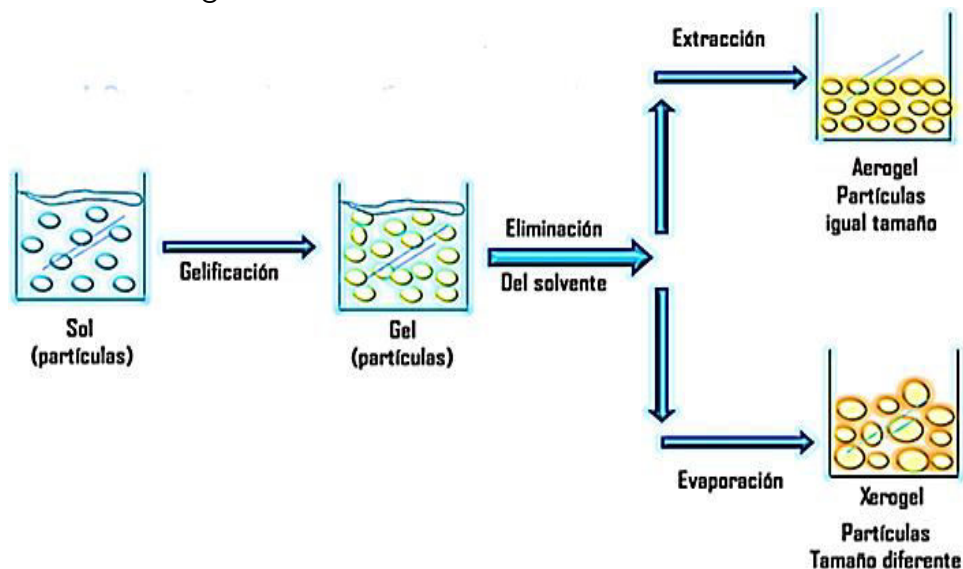 Sol
(partículas)
Gelificación
Gel
(partículas)
Eliminación
Del solvente
Extracción
Aerogel
Partículas
igual tamaño
Evaporación
Xerogel
Partículas
Tamaño diferente